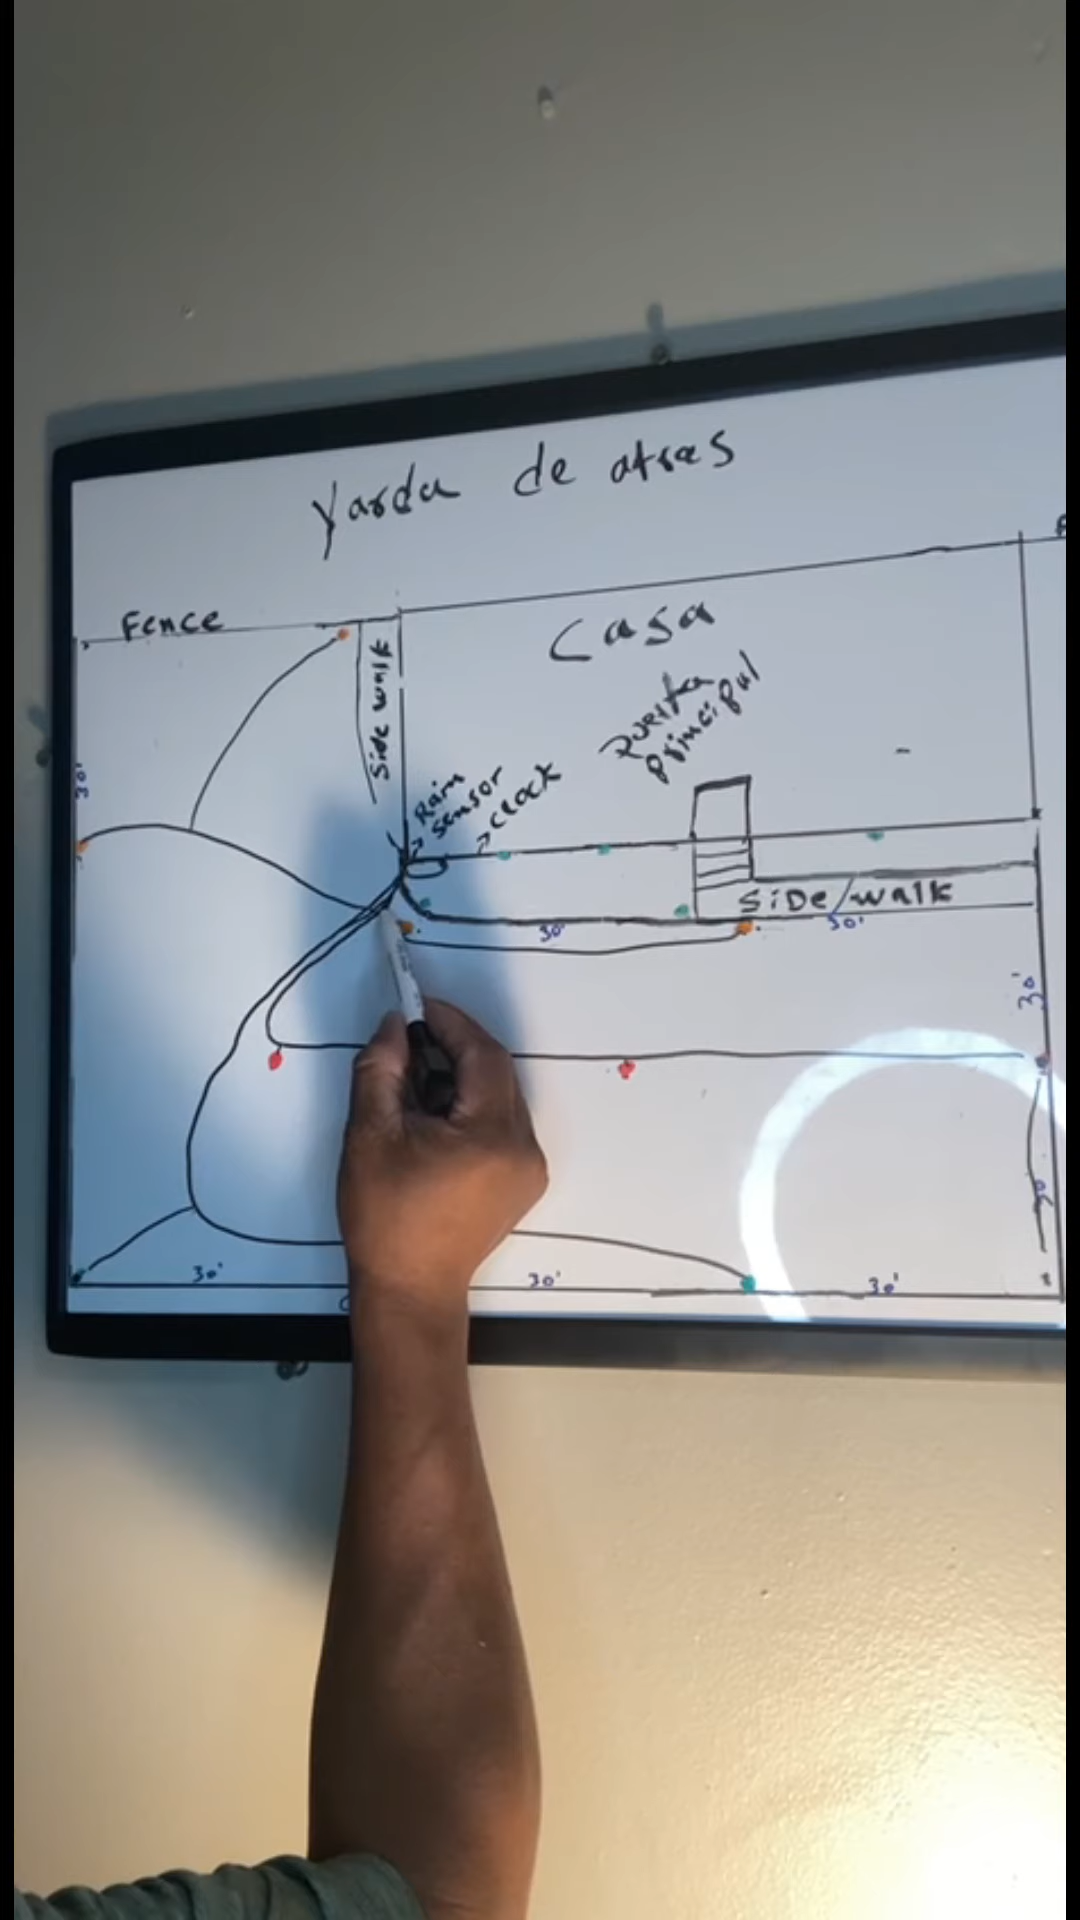 Yarda de atras
Fence
Casa
Side walk
Puerta
principal
30'
Rain
sensor
clock
SiDe/walk
30'
30'
30'
30'
30'
30'
30'